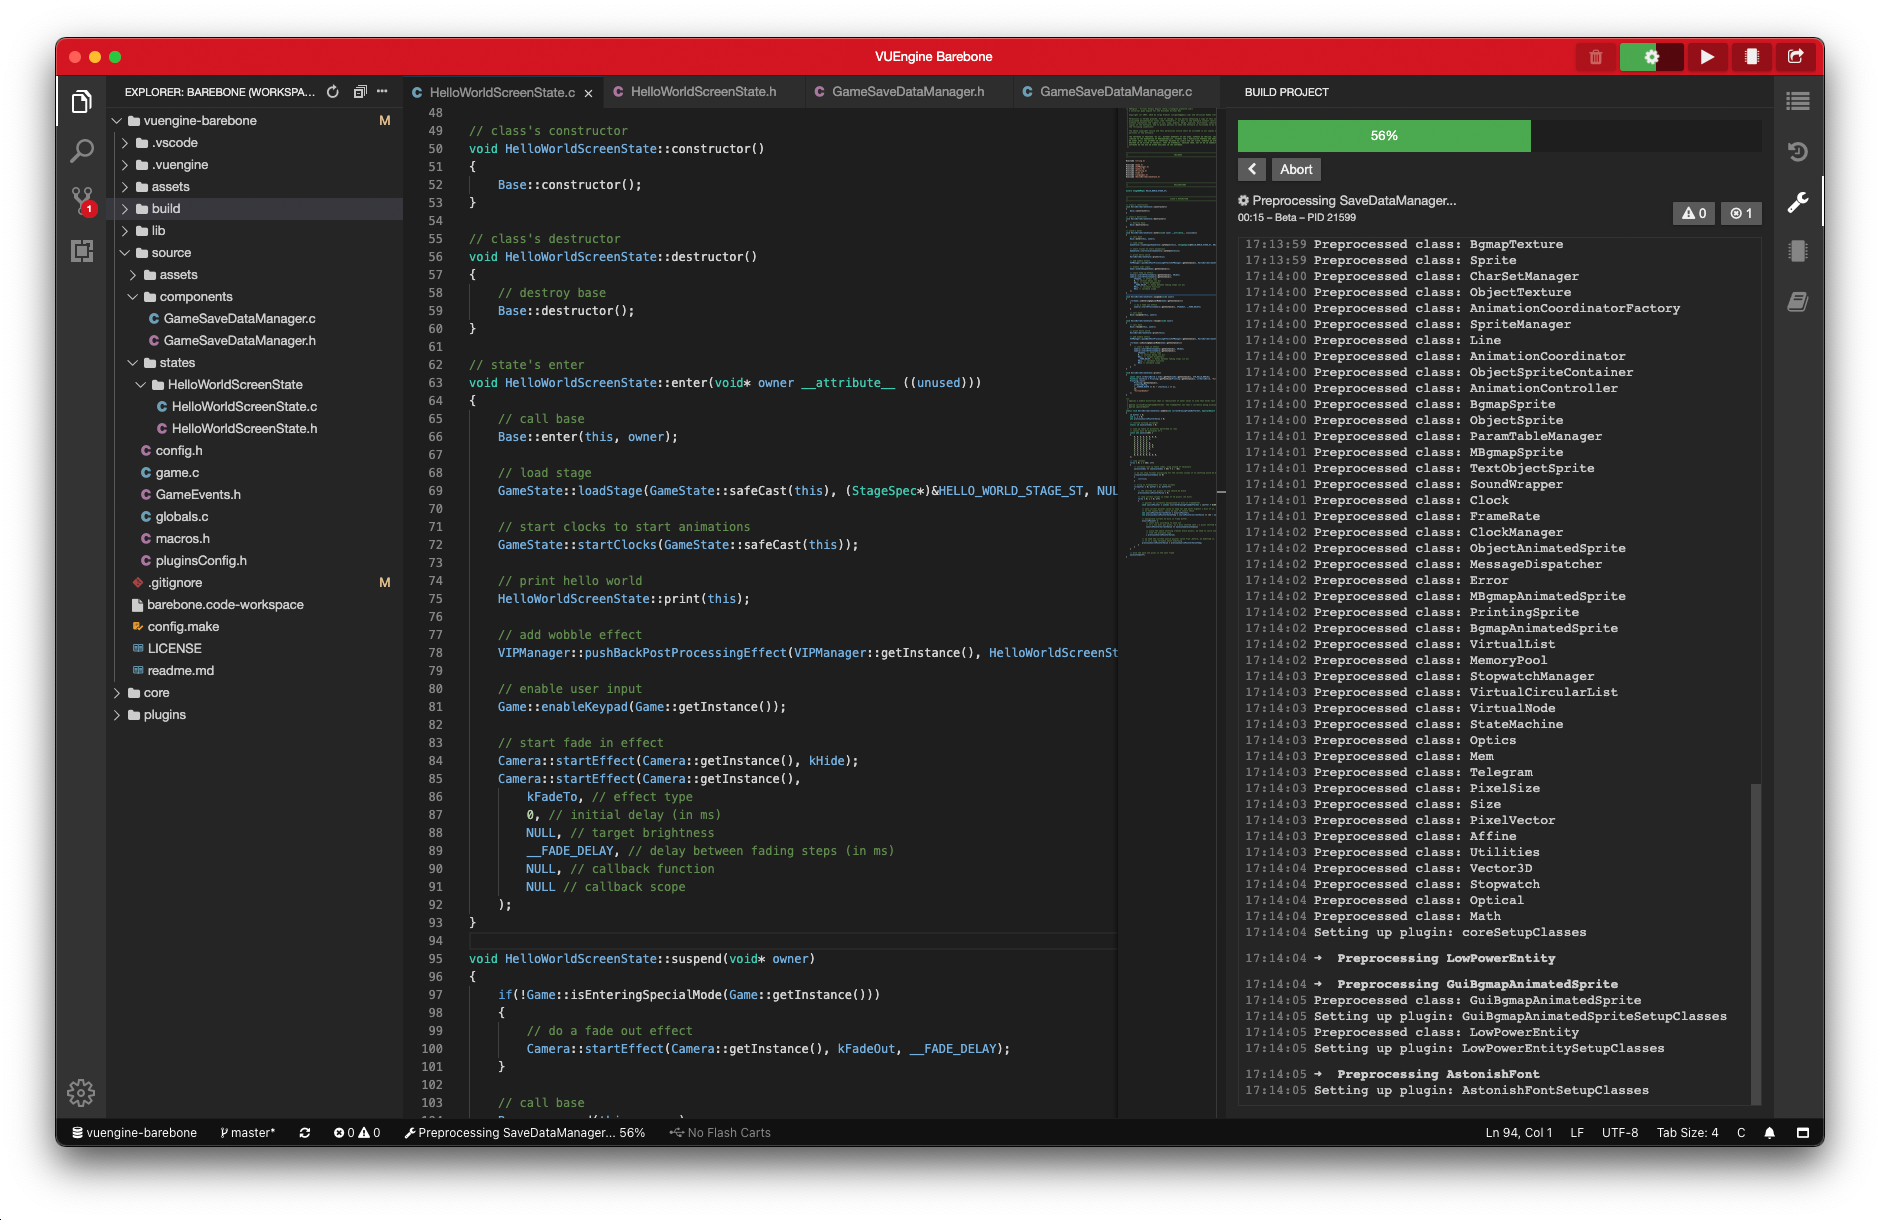 VUEngine Barebone
EXPLORER: BAREBONE (WORKSPA...
vuengine-barebone M
.vscode
.vuengine
assets
build
lib
source
assets
components
GameSaveDataManager.c
GameSaveDataManager.h
states
HelloWorldScreenState
HelloWorldScreenState.c
HelloWorldScreenState.h
config.h
game.c
GameEvents.h
globals.c
macros.h
pluginsConfig.h
.gitignore M
barebone.code-workspace
config.make
LICENSE
readme.md
core
plugins
1
HelloWorldScreenState.c
HelloWorldScreenState.h
GameSaveDataManager.h
GameSaveDataManager.c
48
49 // class's constructor
50 void HelloWorldScreenState::constructor()
51 {
52 Base::constructor();
53 }
54
55 // class's destructor
56 void HelloWorldScreenState::destructor()
57 {
58 // destroy base
59 Base::destructor();
60 }
61
62 // state's enter
63 void HelloWorldScreenState::enter(void* owner __attribute__ ((unused)))
64 {
65 // call base
66 Base::enter(this, owner);
67
68 // load stage
69 GameState::loadStage(GameState::safeCast(this), (StageSpec*)&HELLO_WORLD_STAGE_ST, NUL
70
71 // start clocks to start animations
72 GameState::startClocks(GameState::safeCast(this));
73
74 // print hello world
75 HelloWorldScreenState::print(this);
76
77 // add wobble effect
78 VIPManager::pushBackPostProcessingEffect(VIPManager::getInstance(), HelloWorldScreenSt
79
80 // enable user input
81 Game::enableKeypad(Game::getInstance());
82
83 // start fade in effect
84 Camera::startEffect(Camera::getInstance(), kHide);
85 Camera::startEffect(Camera::getInstance(),
86 kFadeTo, // effect type
87 0, // initial delay (in ms)
88 NULL, // target brightness
89 __FADE_DELAY, // delay between fading steps (in ms)
90 NULL, // callback function
91 NULL // callback scope
92 );
93 }
94
95 void HelloWorldScreenState::suspend(void* owner)
96 {
97 if(!Game::isEnteringSpecialMode(Game::getInstance()))
98 {
99 // do a fade out effect
100 Camera::startEffect(Camera::getInstance(), kFadeOut, __FADE_DELAY);
101 }
102
103 // call base
BUILD PROJECT
56%
Abort
Preprocessing SaveDataManager...
00:15 – Beta – PID 21599
0
1
17:13:59 Preprocessed class: BgmapTexture
17:13:59 Preprocessed class: Sprite
17:14:00 Preprocessed class: CharSetManager
17:14:00 Preprocessed class: ObjectTexture
17:14:00 Preprocessed class: AnimationCoordinatorFactory
17:14:00 Preprocessed class: SpriteManager
17:14:00 Preprocessed class: Line
17:14:00 Preprocessed class: AnimationCoordinator
17:14:00 Preprocessed class: ObjectSpriteContainer
17:14:00 Preprocessed class: AnimationController
17:14:00 Preprocessed class: BgmapSprite
17:14:00 Preprocessed class: ObjectSprite
17:14:01 Preprocessed class: ParamTableManager
17:14:01 Preprocessed class: MBgmapSprite
17:14:01 Preprocessed class: TextObjectSprite
17:14:01 Preprocessed class: SoundWrapper
17:14:01 Preprocessed class: Clock
17:14:01 Preprocessed class: FrameRate
17:14:02 Preprocessed class: ClockManager
17:14:02 Preprocessed class: ObjectAnimatedSprite
17:14:02 Preprocessed class: MessageDispatcher
17:14:02 Preprocessed class: Error
17:14:02 Preprocessed class: MBgmapAnimatedSprite
17:14:02 Preprocessed class: PrintingSprite
17:14:02 Preprocessed class: BgmapAnimatedSprite
17:14:02 Preprocessed class: VirtualList
17:14:02 Preprocessed class: MemoryPool
17:14:03 Preprocessed class: StopwatchManager
17:14:03 Preprocessed class: VirtualCircularList
17:14:03 Preprocessed class: VirtualNode
17:14:03 Preprocessed class: StateMachine
17:14:03 Preprocessed class: Optics
17:14:03 Preprocessed class: Mem
17:14:03 Preprocessed class: Telegram
17:14:03 Preprocessed class: PixelSize
17:14:03 Preprocessed class: Size
17:14:03 Preprocessed class: PixelVector
17:14:03 Preprocessed class: Affine
17:14:03 Preprocessed class: Utilities
17:14:04 Preprocessed class: Vector3D
17:14:04 Preprocessed class: Stopwatch
17:14:04 Preprocessed class: Optical
17:14:04 Preprocessed class: Math
17:14:04 Setting up plugin: coreSetupClasses
17:14:04 → Preprocessing LowPowerEntity
17:14:04 → Preprocessing GuiBgmapAnimatedSprite
17:14:05 Preprocessed class: GuiBgmapAnimatedSprite
17:14:05 Setting up plugin: GuiBgmapAnimatedSpriteSetupClasses
17:14:05 Preprocessed class: LowPowerEntity
17:14:05 Setting up plugin: LowPowerEntitySetupClasses
17:14:05 → Preprocessing AstonishFont
17:14:05 Setting up plugin: AstonishFontSetupClasses
vuengine-barebone master* 0 0 Preprocessing SaveDataManager... 56% No Flash Carts Ln 94, Col 1 LF UTF-8 Tab Size: 4 C